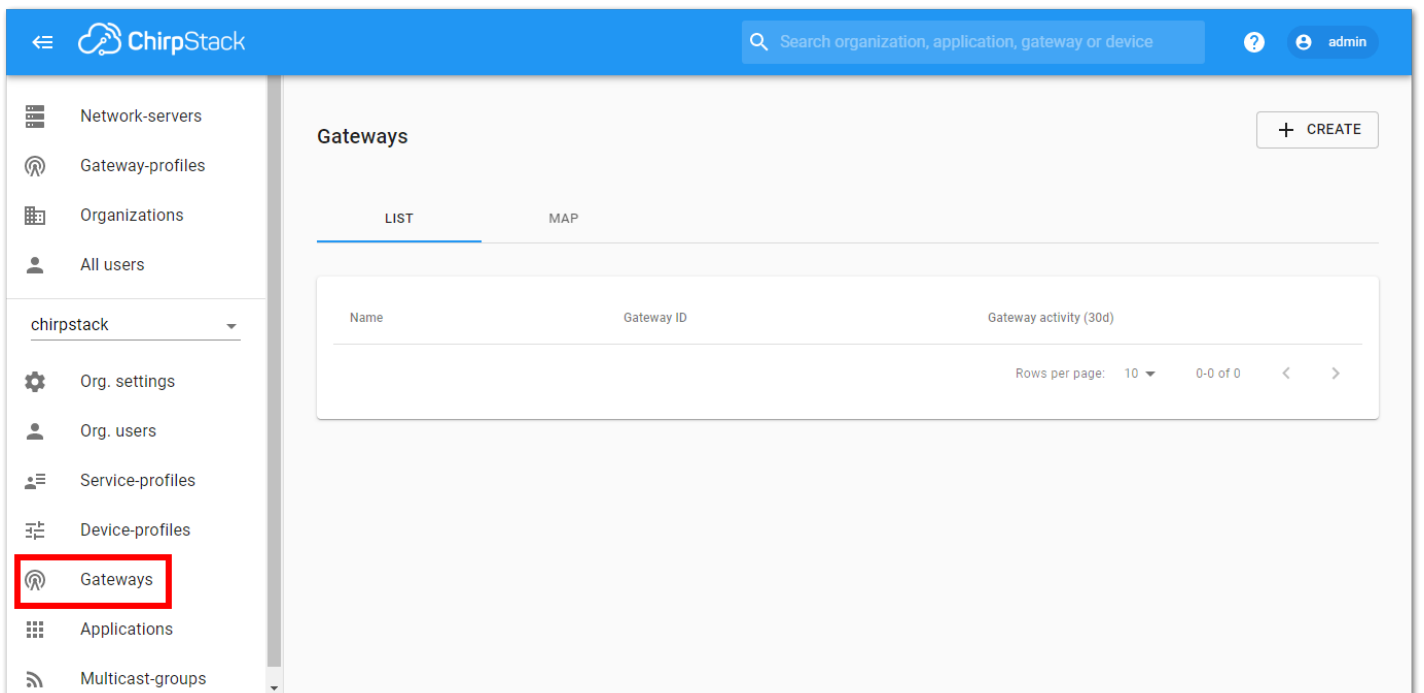 ChirpStack
Search organization, application, gateway or device
?
admin
Network-servers
Gateway-profiles
Organizations
All users
chirpstack
Org. settings
Org. users
Service-profiles
Device-profiles
Gateways
Applications
Multicast-groups
Gateways
+ CREATE
LIST MAP
Name Gateway ID Gateway activity (30d)
Rows per page: 10 0-0 of 0 < >